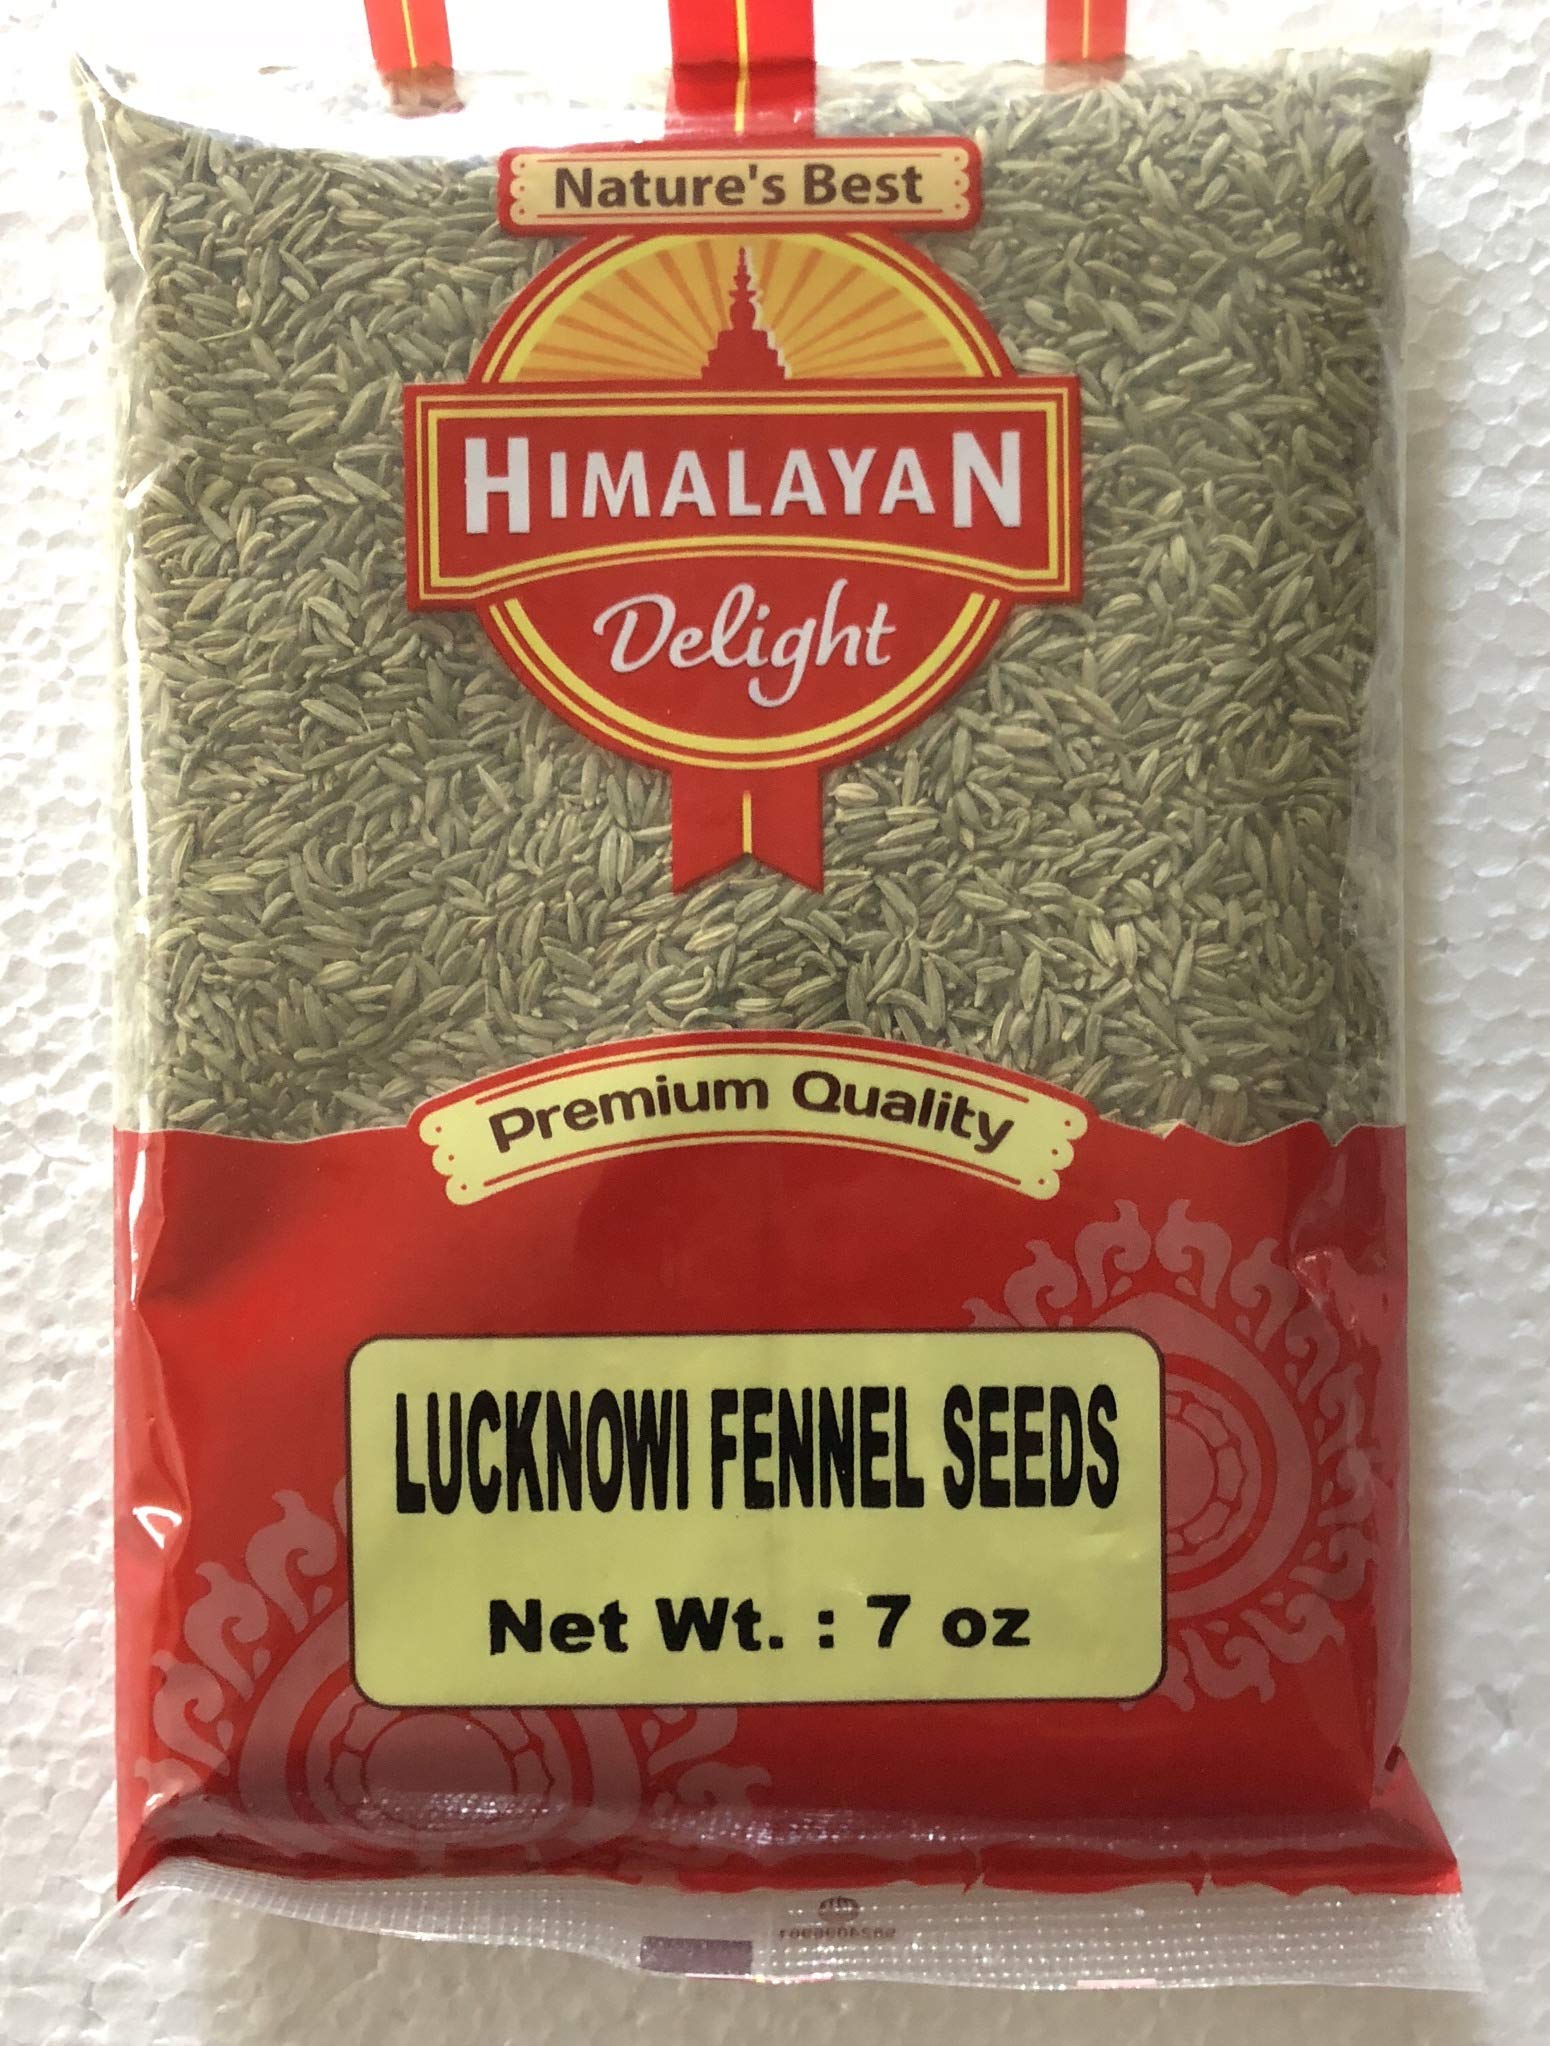 Nature's Best
HIMALAYAN
Delight
Premium Quality
LUCKNOWI FENNEL SEEDS
Net Wt. : 7 oz